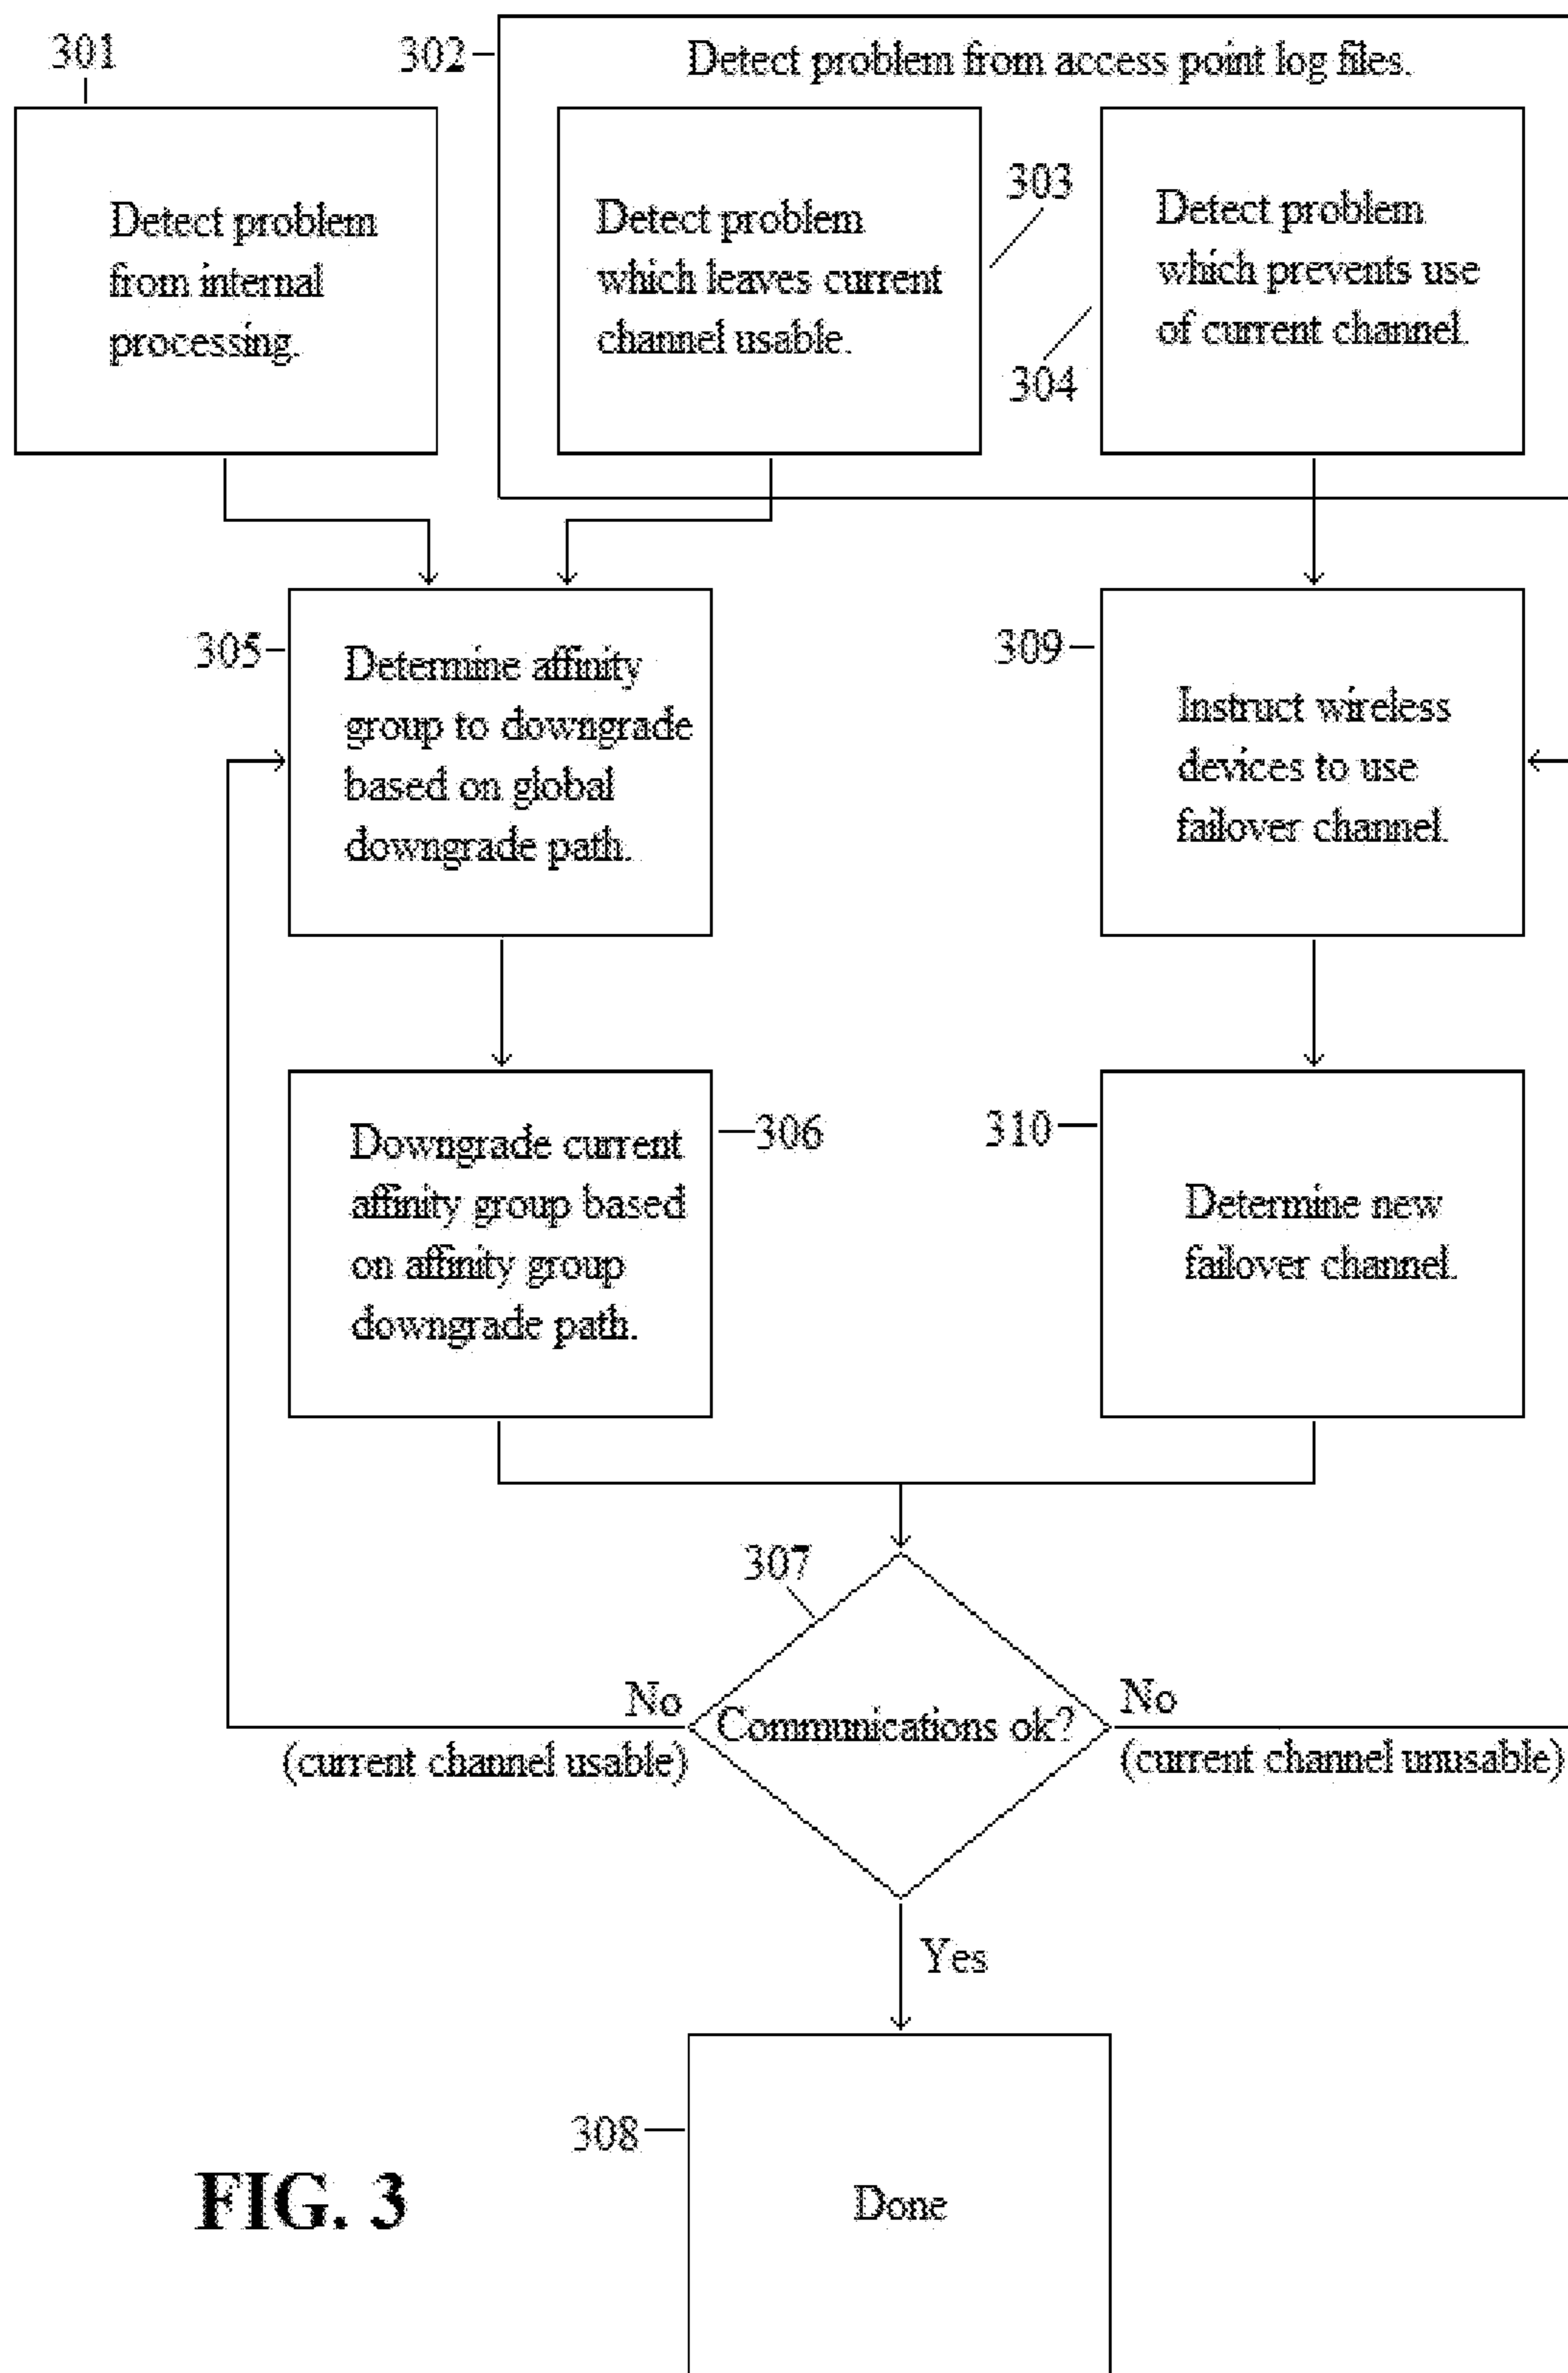 301
302
Detect problem from access point log files.
Detect problem
from internal
processing.
Detect problem
which leaves current
channel usable.
303
304
Detect problem
which prevents use
of current channel.
305
Determine affinity
group to downgrade
based on global
downgrade path.
309
Instruct wireless
devices to use
failover channel.
Downgrade current
affinity group based
on affinity group
downgrade path.
306
310
Determine new
failover channel.
307
Communications ok?
No
(current channel usable)
No
(current channel unusable)
Yes
308
Done
FIG. 3